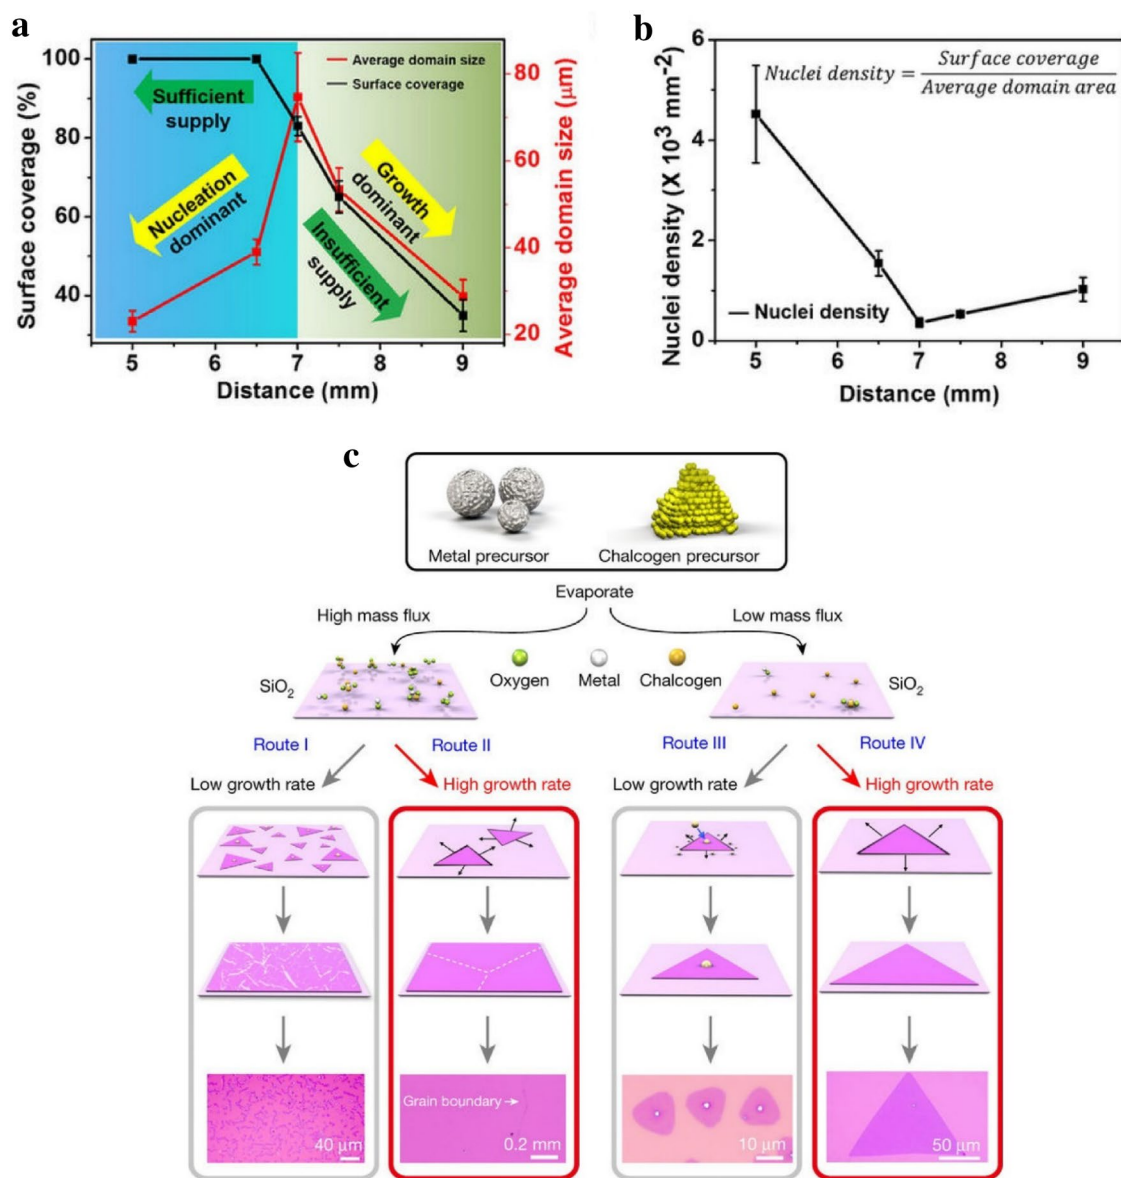 a
100
80
60
40
Surface coverage (%)
5
6
7
8
9
Distance (mm)
80
60
40
20
Average domain size (μm)
Average domain size
Surface coverage
Sufficient
supply
Nucleation
dominant
Growth
dominant
Insufficient
supply
b
6
4
2
0
Nuclei density (X 10³ mm⁻²)
Nuclei density = Surface coverage / Average domain area
Nuclei density
5
6
7
8
9
Distance (mm)
c
Metal precursor
Chalcogen precursor
Evaporate
High mass flux
Low mass flux
SiO₂
Oxygen
Metal
Chalcogen
SiO₂
Route I
Route II
Route III
Route IV
Low growth rate
High growth rate
Low growth rate
High growth rate
40 μm
Grain boundary
0.2 mm
10 μm
50 μm